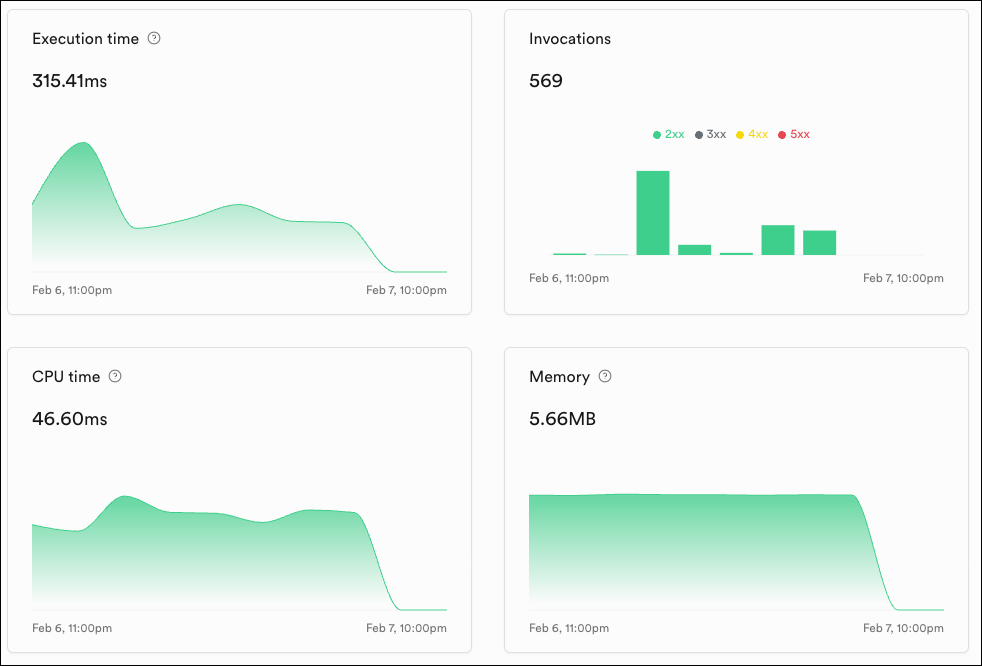 Execution time
315.41ms
Feb 6, 11:00pm
Feb 7, 10:00pm
Invocations
569
2xx 3xx 4xx 5xx
Feb 6, 11:00pm
Feb 7, 10:00pm
CPU time
46.60ms
Feb 6, 11:00pm
Feb 7, 10:00pm
Memory
5.66MB
Feb 6, 11:00pm
Feb 7, 10:00pm